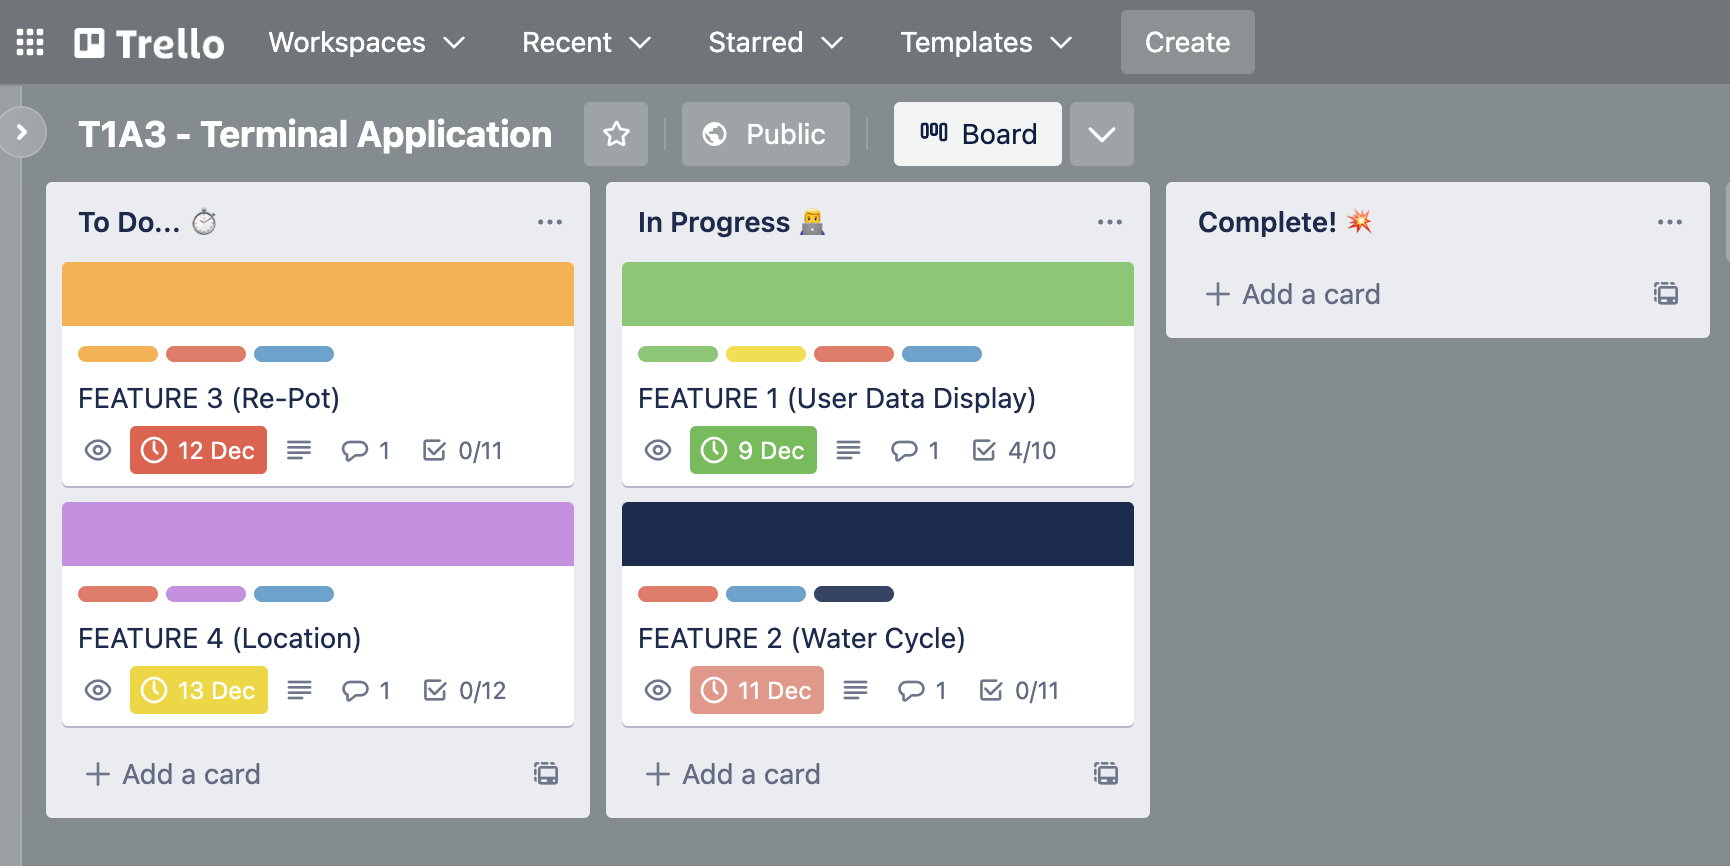 Trello Workspaces Recent Starred Templates Create
T1A3 - Terminal Application Public Board
To Do... ⏱
FEATURE 3 (Re-Pot)
12 Dec 1 0/11
FEATURE 4 (Location)
13 Dec 1 0/12
+ Add a card
In Progress 👨‍💻
FEATURE 1 (User Data Display)
9 Dec 1 4/10
FEATURE 2 (Water Cycle)
11 Dec 1 0/11
+ Add a card
Complete! 💥
+ Add a card